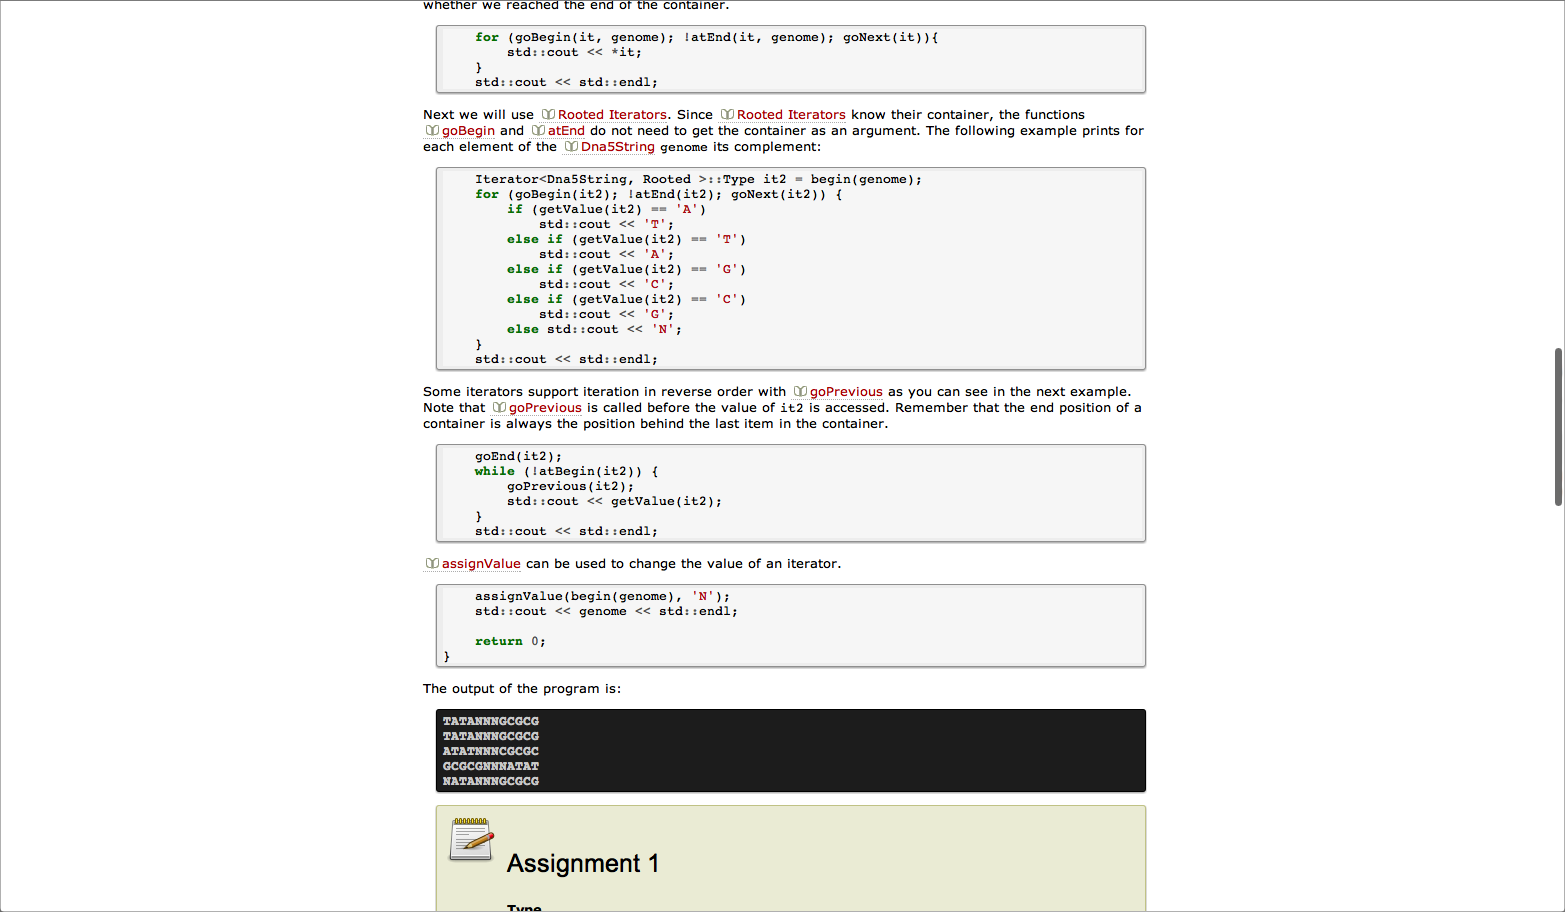 whether we reached the end of the container.
for (goBegin(it, genome); !atEnd(it, genome); goNext(it)){
std::cout << *it;
}
std::cout << std::endl;
Next we will use Rooted Iterators. Since Rooted Iterators know their container, the functions
goBegin and atEnd do not need to get the container as an argument. The following example prints for
each element of the Dna5String genome its complement:
Iterator<Dna5String, Rooted >::Type it2 = begin(genome);
for (goBegin(it2); !atEnd(it2); goNext(it2)) {
if (getValue(it2) == 'A')
std::cout << 'T';
else if (getValue(it2) == 'T')
std::cout << 'A';
else if (getValue(it2) == 'G')
std::cout << 'C';
else if (getValue(it2) == 'C')
std::cout << 'G';
else std::cout << 'N';
}
std::cout << std::endl;
Some iterators support iteration in reverse order with goPrevious as you can see in the next example.
Note that goPrevious is called before the value of it2 is accessed. Remember that the end position of a
container is always the position behind the last item in the container.
goEnd(it2);
while (!atBegin(it2)) {
goPrevious(it2);
std::cout << getValue(it2);
}
std::cout << std::endl;
assignValue can be used to change the value of an iterator.
assignValue(begin(genome), 'N');
std::cout << genome << std::endl;
return 0;
}
The output of the program is:
TATANNNGCGCG
TATANNNGCGCG
ATATNNNCGCGC
GCGCGNNNATAT
NATANNNGCGCG
Assignment 1
Type